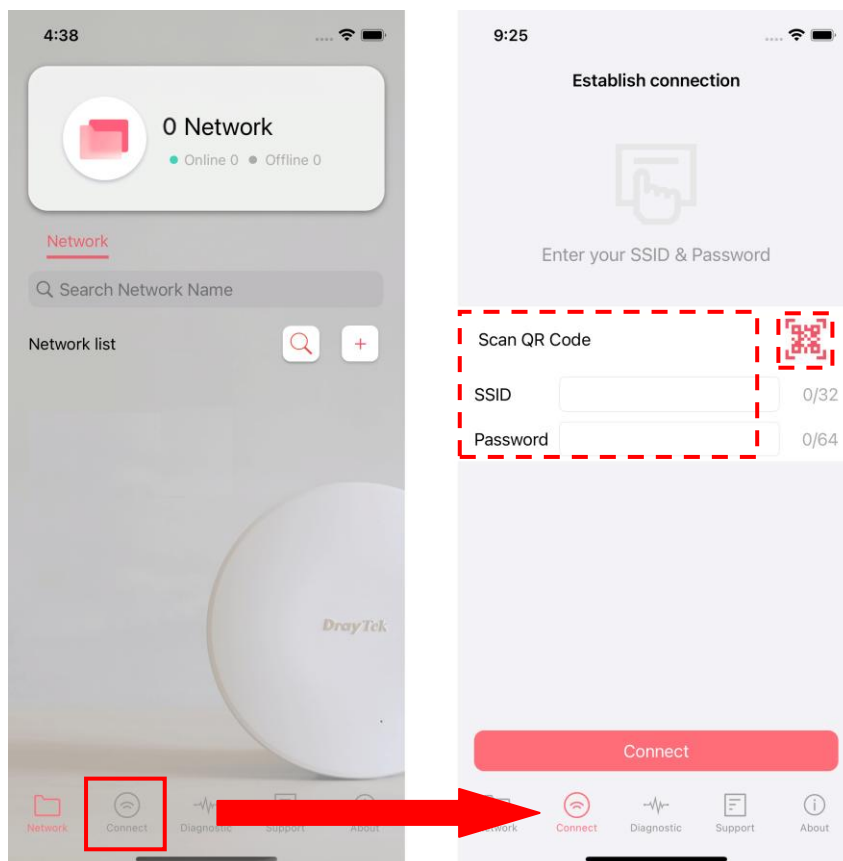 4:38
0 Network
Online 0 Offline 0
Network
Search Network Name
Network list
+
DrayTek
Network Connect Diagnostic Support About
9:25
Establish connection
Enter your SSID & Password
Scan QR Code
SSID 0/32
Password 0/64
Connect
Network Connect Diagnostic Support About